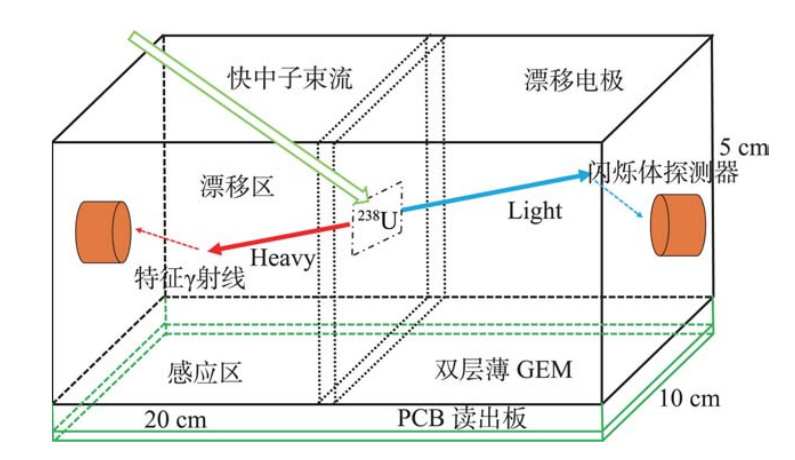 快中子束流
漂移电极
5 cm
闪烁体探测器
漂移区
²³⁸U
Light
Heavy
特征γ射线
感应区
双层薄 GEM
10 cm
20 cm
PCB 读出板